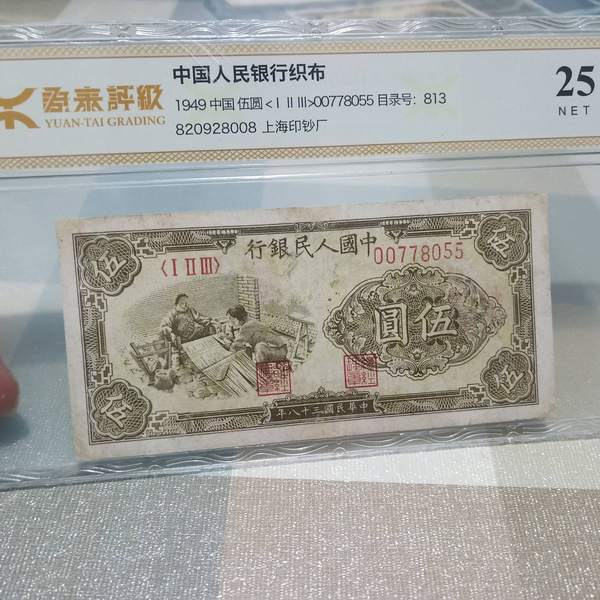 源泰評級
YUAN-TAI GRADING
中国人民银行织布
1949 中国 伍圆<Ⅰ Ⅱ Ⅲ>00778055 目录号：813
820928008 上海印钞厂
25
NET
行銀民人國中
〈Ⅰ Ⅱ Ⅲ〉
00778055
伍
伍
圓伍
伍
伍
年八十三國民華中